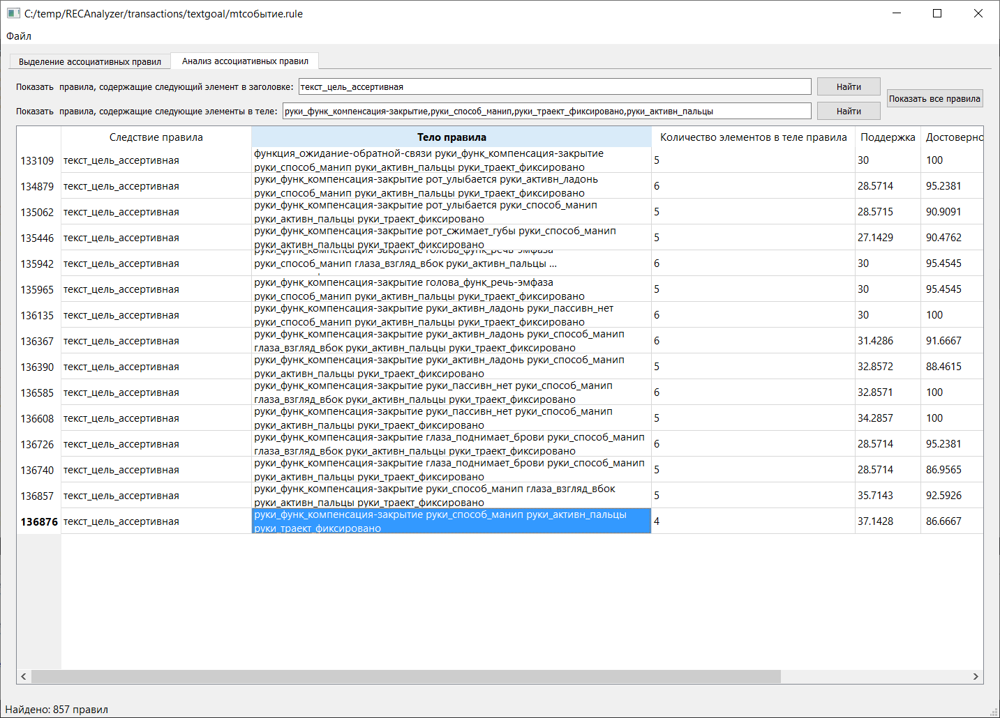 C:/temp/RECAnalyzer/transactions/textgoal/mtсобытие.rule
Файл
Выделение ассоциативных правил Анализ ассоциативных правил
Показать правила, содержащие следующий элемент в заголовке: текст_цель_ассертивная Найти
Показать все правила
Показать правила, содержащие следующие элементы в теле: руки_функ_компенсация-закрытие,руки_способ_манип,руки_траект_фиксировано,руки_активн_пальцы Найти
Следствие правила Тело правила Количество элементов в теле правила Поддержка Достоверно
133109 текст_цель_ассертивная функция_ожидание-обратной-связи руки_функ_компенсация-закрытие
руки_способ_манип руки_активн_пальцы руки_траект_фиксировано 5 30 100
134879 текст_цель_ассертивная руки_функ_компенсация-закрытие рот_улыбается руки_активн_ладонь
руки_способ_манип руки_активн_пальцы руки_траект_фиксировано 6 28.5714 95.2381
135062 текст_цель_ассертивная руки_функ_компенсация-закрытие рот_улыбается руки_способ_манип
руки_активн_пальцы руки_траект_фиксировано 5 28.5715 90.9091
135446 текст_цель_ассертивная руки_функ_компенсация-закрытие рот_сжимает_губы руки_способ_манип
руки_активн_пальцы руки_траект_фиксировано 5 27.1429 90.4762
135942 текст_цель_ассертивная руки_функ_компенсация-закрытие голова_функ_речь-эмфаза
руки_способ_манип глаза_взгляд_вбок руки_активн_пальцы ... 6 30 95.4545
135965 текст_цель_ассертивная руки_функ_компенсация-закрытие голова_функ_речь-эмфаза
руки_способ_манип руки_активн_пальцы руки_траект_фиксировано 5 30 95.4545
136135 текст_цель_ассертивная руки_функ_компенсация-закрытие руки_активн_ладонь руки_пассивн_нет
руки_способ_манип руки_активн_пальцы руки_траект_фиксировано 6 30 100
136367 текст_цель_ассертивная руки_функ_компенсация-закрытие руки_активн_ладонь руки_способ_манип
глаза_взгляд_вбок руки_активн_пальцы руки_траект_фиксировано 6 31.4286 91.6667
136390 текст_цель_ассертивная руки_функ_компенсация-закрытие руки_активн_ладонь руки_способ_манип
руки_активн_пальцы руки_траект_фиксировано 5 32.8572 88.4615
136585 текст_цель_ассертивная руки_функ_компенсация-закрытие руки_пассивн_нет руки_способ_манип
глаза_взгляд_вбок руки_активн_пальцы руки_траект_фиксировано 6 32.8571 100
136608 текст_цель_ассертивная руки_функ_компенсация-закрытие руки_пассивн_нет руки_способ_манип
руки_активн_пальцы руки_траект_фиксировано 5 34.2857 100
136726 текст_цель_ассертивная руки_функ_компенсация-закрытие глаза_поднимает_брови руки_способ_манип
глаза_взгляд_вбок руки_активн_пальцы руки_траект_фиксировано 6 28.5714 95.2381
136740 текст_цель_ассертивная руки_функ_компенсация-закрытие глаза_поднимает_брови руки_способ_манип
руки_активн_пальцы руки_траект_фиксировано 5 28.5714 86.9565
136857 текст_цель_ассертивная руки_функ_компенсация-закрытие руки_способ_манип глаза_взгляд_вбок
руки_активн_пальцы руки_траект_фиксировано 5 35.7143 92.5926
136876 текст_цель_ассертивная руки_функ_компенсация-закрытие руки_способ_манип руки_активн_пальцы
руки_траект_фиксировано 4 37.1428 86.6667
Найдено: 857 правил